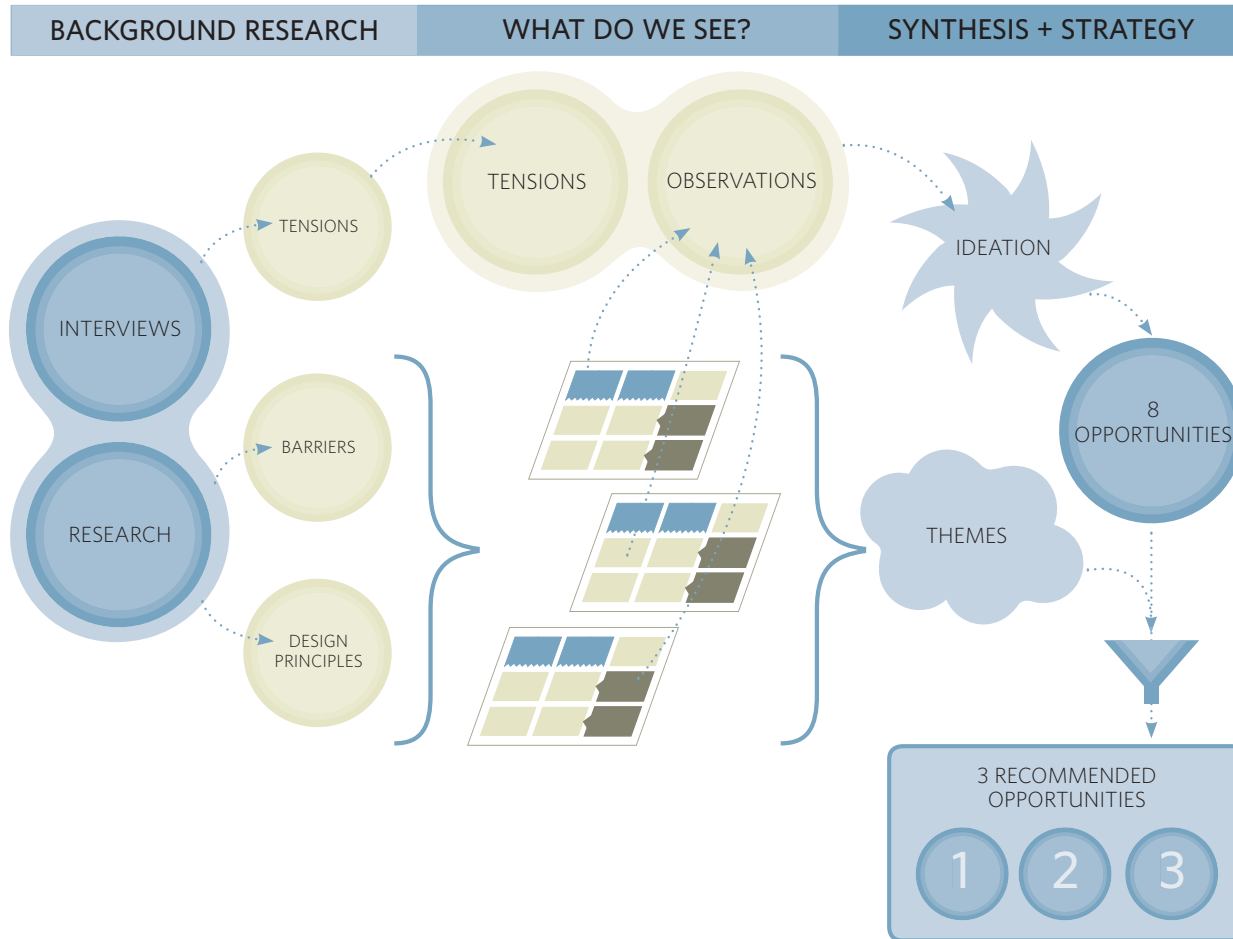 BACKGROUND RESEARCH
WHAT DO WE SEE?
SYNTHESIS + STRATEGY
TENSIONS
INTERVIEWS
RESEARCH
BARRIERS
DESIGN
PRINCIPLES
TENSIONS
OBSERVATIONS
IDEATION
8
OPPORTUNITIES
THEMES
3 RECOMMENDED
OPPORTUNITIES
1
2
3